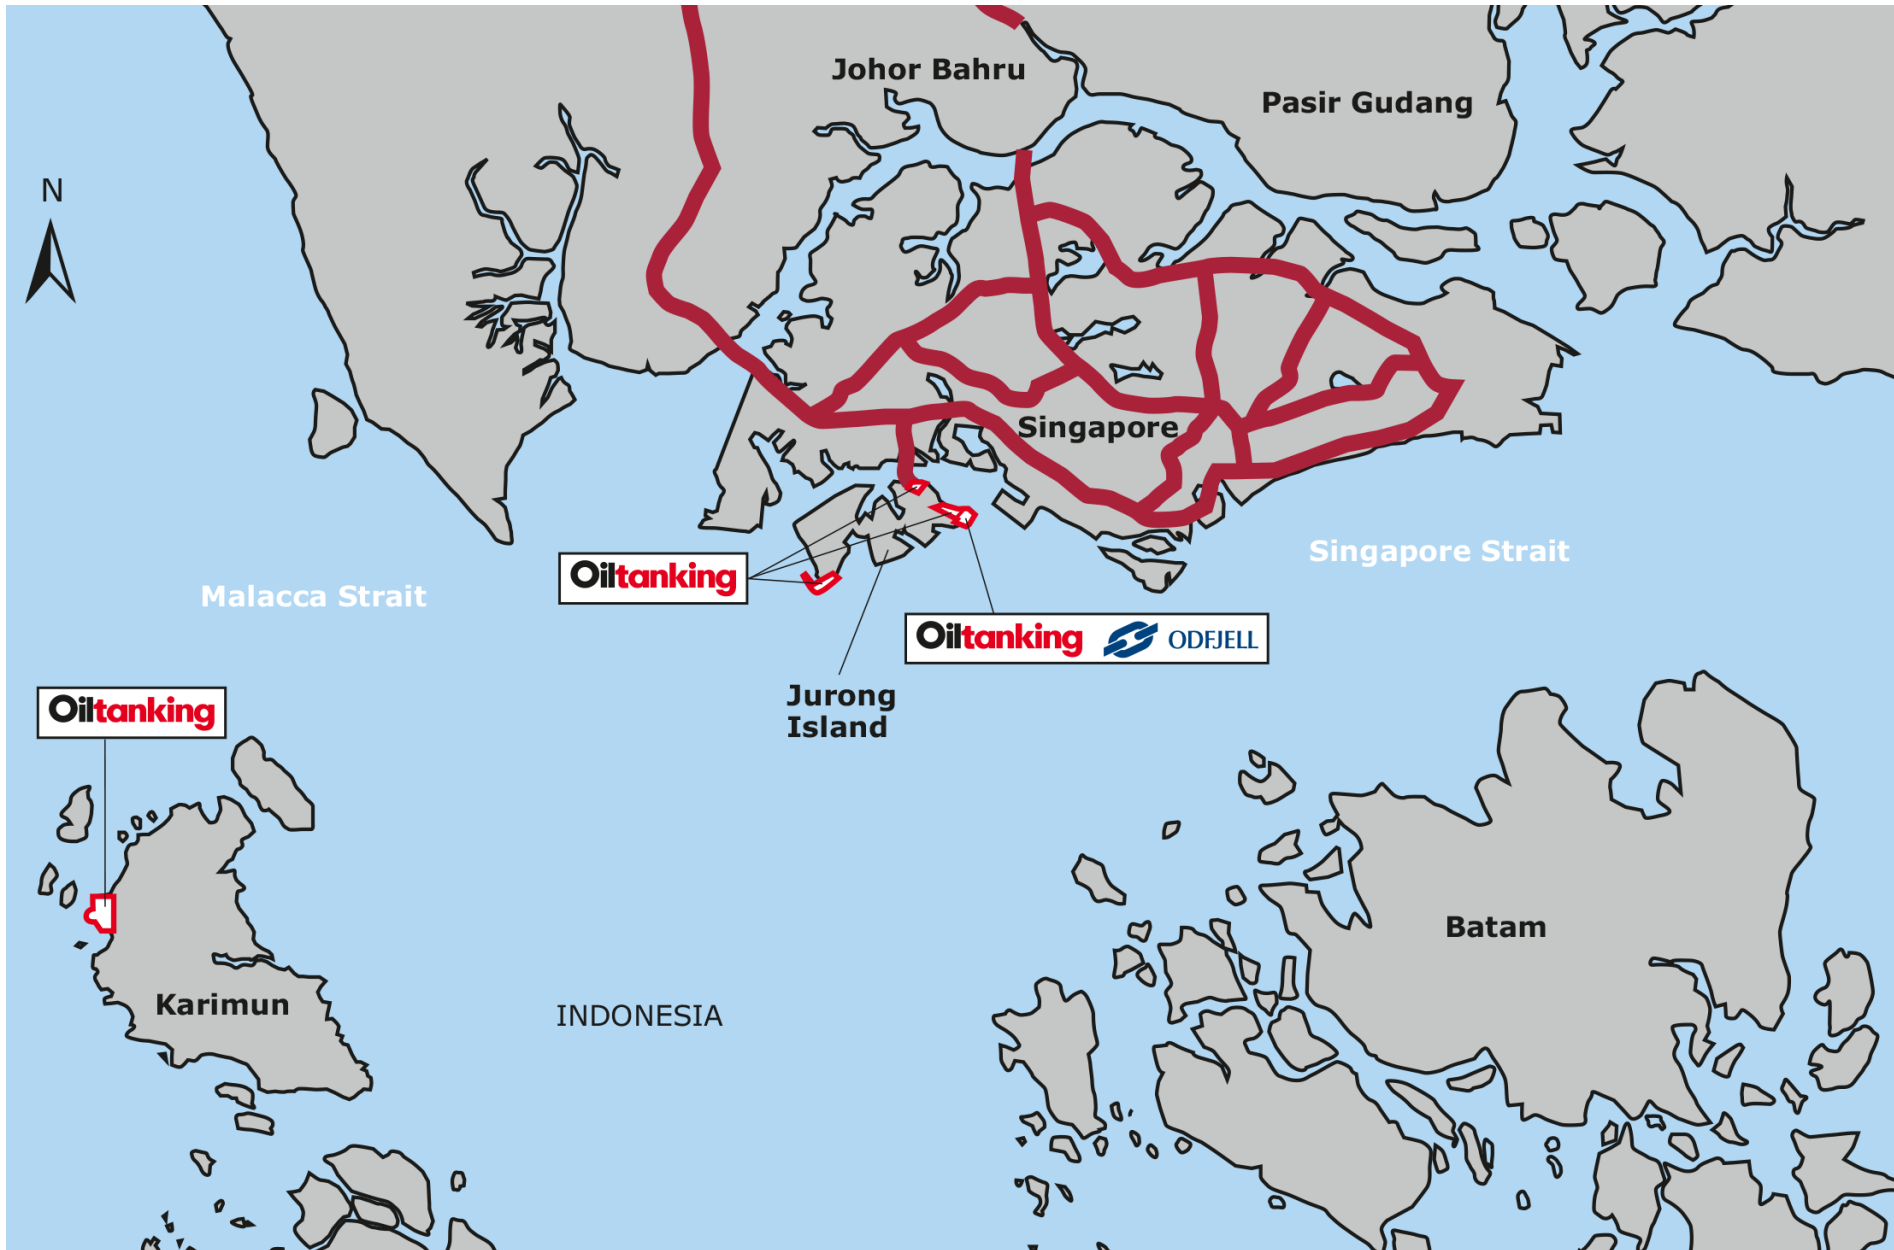 Johor Bahru
Pasir Gudang
N
Singapore
Singapore Strait
Oiltanking
Malacca Strait
Oiltanking ODFJELL
Jurong
Island
Oiltanking
Batam
Karimun
INDONESIA